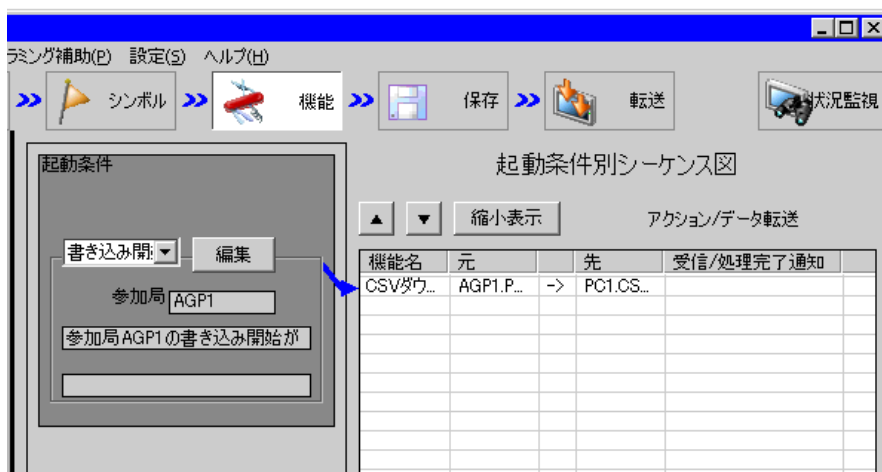 ラミング補助(P) 設定(S) ヘルプ(H)
シンボル 機能 保存 転送 状況監視
起動条件
起動条件別シーケンス図
▲ ▼ 縮小表示 アクション/データ転送
書き込み開 編集
参加局 AGP1
参加局AGP1の書き込み開始が
機能名 元 先 受信/処理完了通知
CSVダウ... AGP1.P... -> PC1.CS...